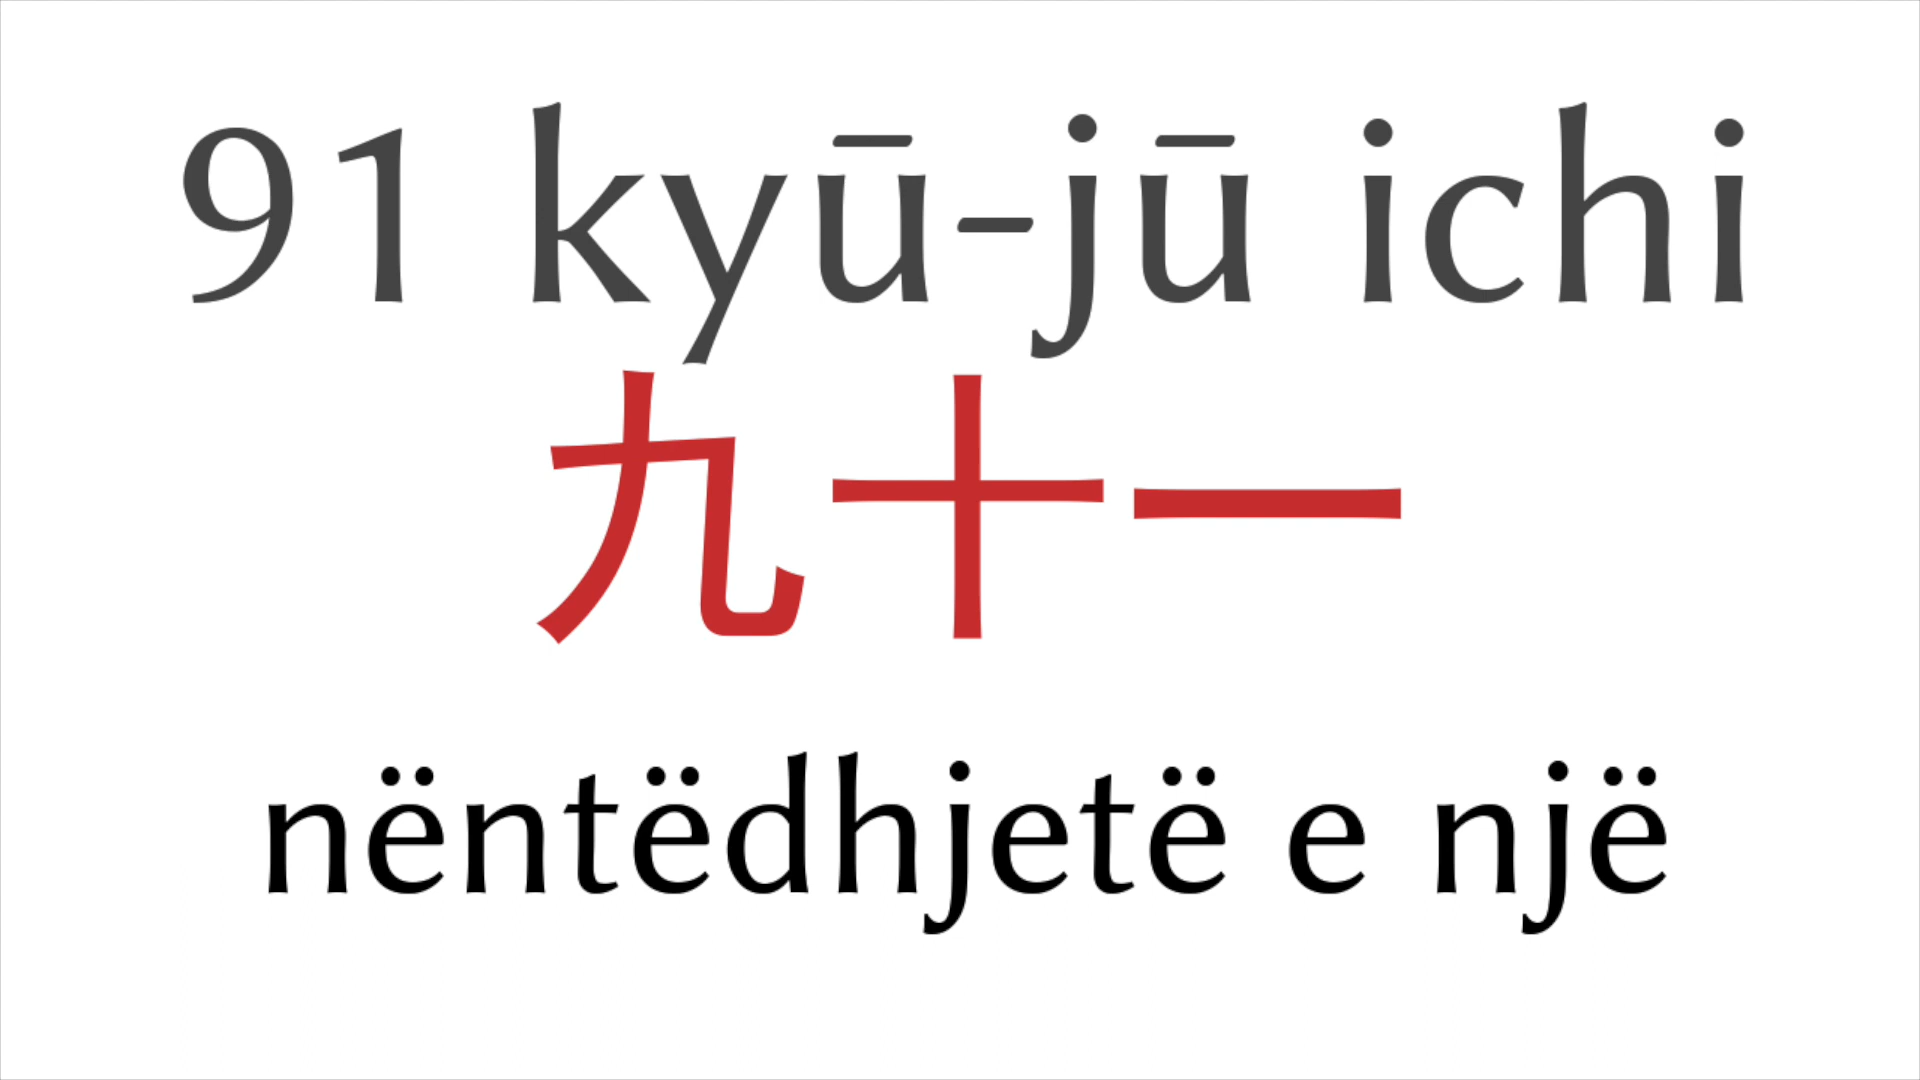 91 kyū-jū ichi
九十一
nëntëdhjetë e një